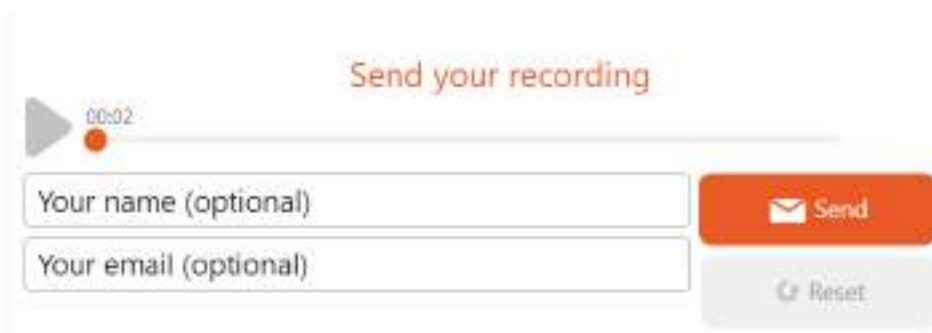 Send your recording
00:02
Your name (optional)
Send
Your email (optional)
Reset